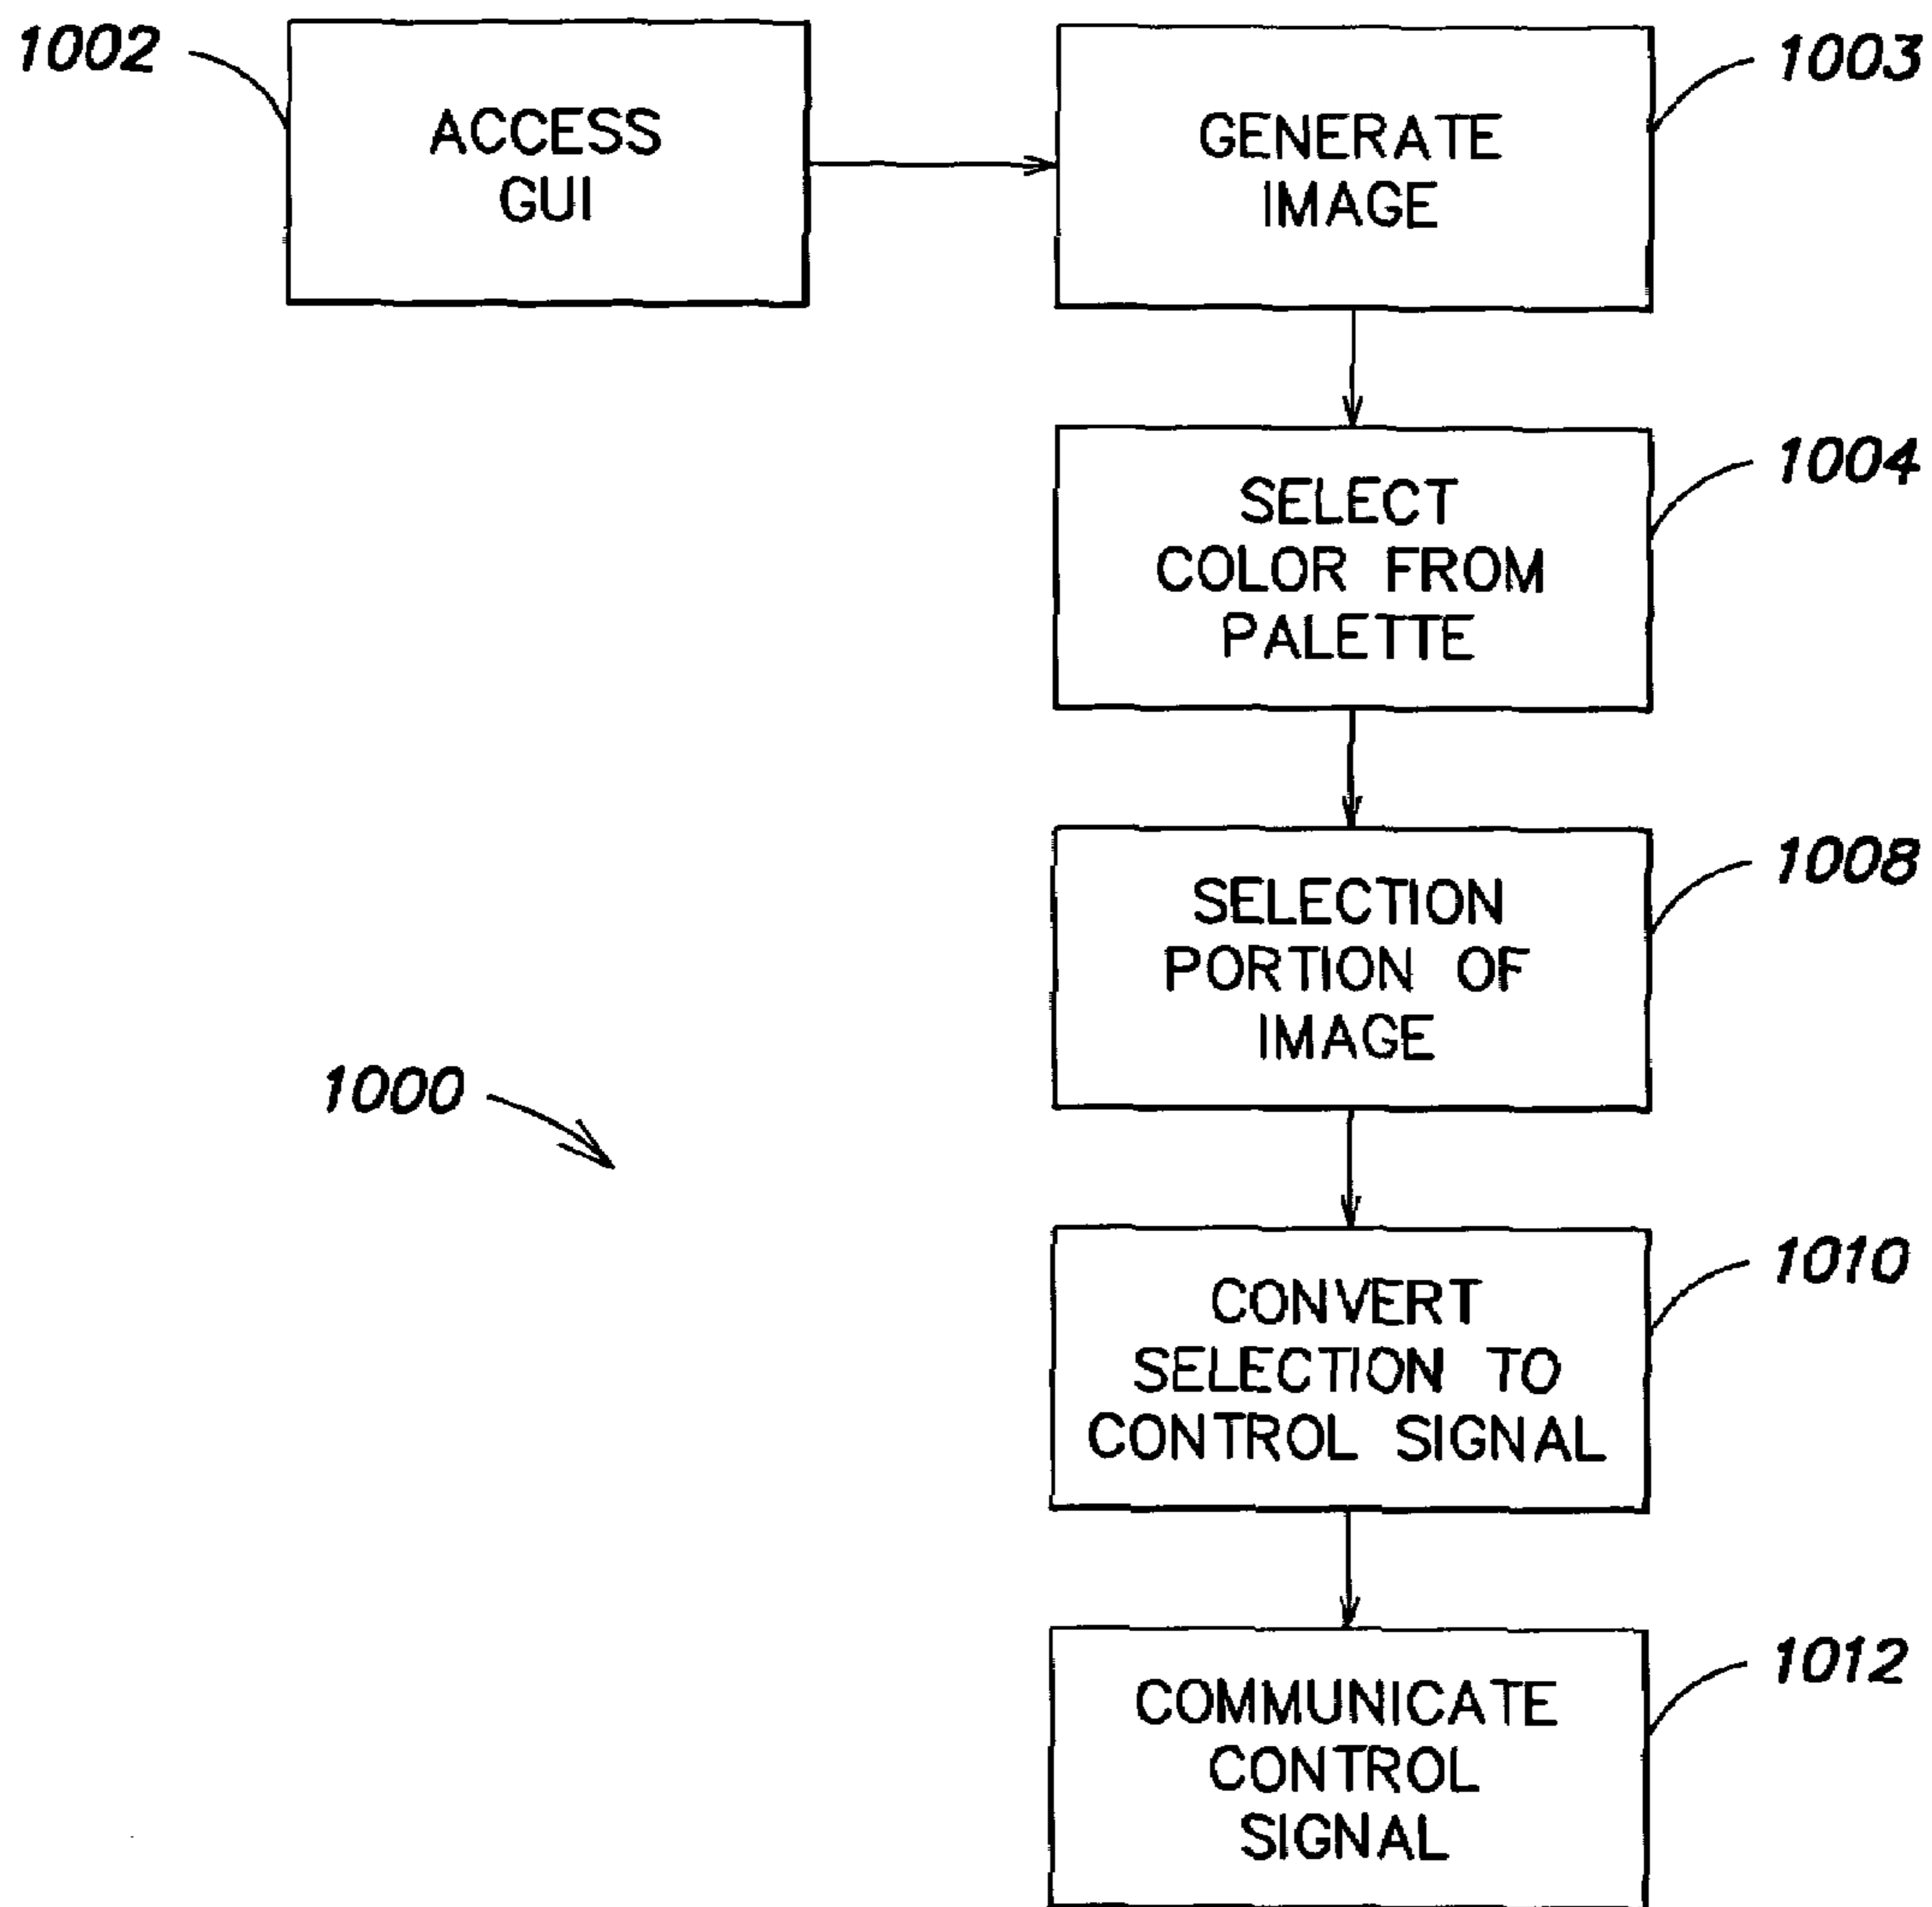 1002
ACCESS
GUI
GENERATE
IMAGE
1003
SELECT
COLOR FROM
PALETTE
1004
SELECTION
PORTION OF
IMAGE
1008
1000
CONVERT
SELECTION TO
CONTROL SIGNAL
1010
COMMUNICATE
CONTROL
SIGNAL
1012